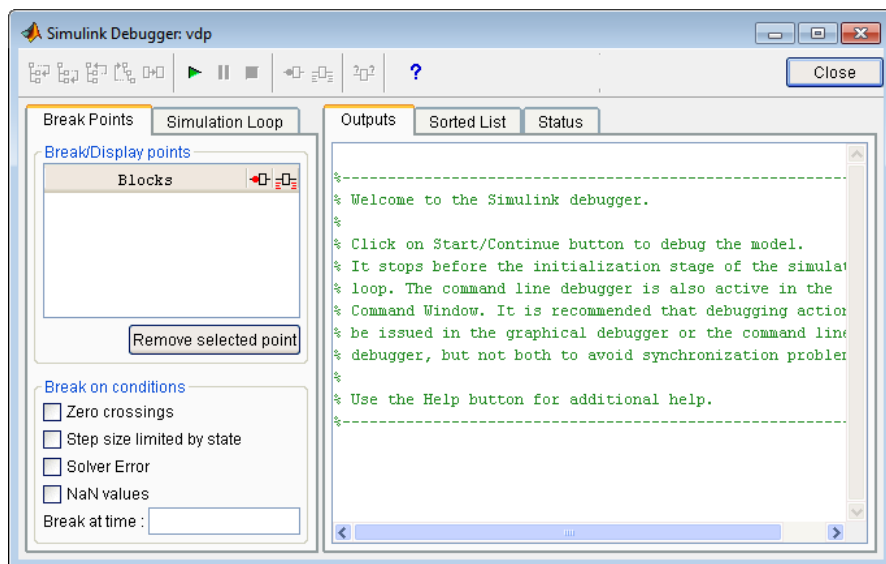 Simulink Debugger: vdp
Close
Break Points
Simulation Loop
Break/Display points
Blocks
Remove selected point
Break on conditions
Zero crossings
Step size limited by state
Solver Error
NaN values
Break at time :
Outputs
Sorted List
Status
%--------------------------------------------------------
% Welcome to the Simulink debugger.
%
% Click on Start/Continue button to debug the model.
% It stops before the initialization stage of the simulat
% loop. The command line debugger is also active in the
% Command Window. It is recommended that debugging action
% be issued in the graphical debugger or the command line
% debugger, but not both to avoid synchronization problem
%
% Use the Help button for additional help.
%--------------------------------------------------------